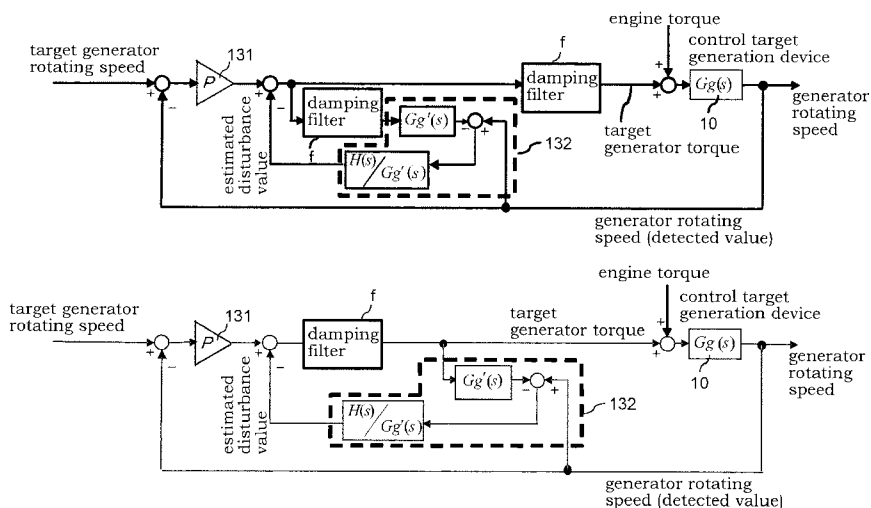 engine torque
f
target generator
rotating speed
131
control target
generation device
P
damping
filter
Gg(s)
10
generator
rotating
speed
damping
filter
Gg'(s)
f
H(s)/Gg'(s)
132
target
generator torque
estimated
disturbance
value
generator rotating
speed (detected value)
engine torque
f
target generator
rotating speed
131
target
generator torque
control target
generation device
P
damping
filter
Gg(s)
10
generator
rotating
speed
Gg'(s)
H(s)/Gg'(s)
132
estimated
disturbance
value
generator rotating
speed (detected value)
+
−
+
−
−
+
+
+
+
−
+
−
−
+
+
+